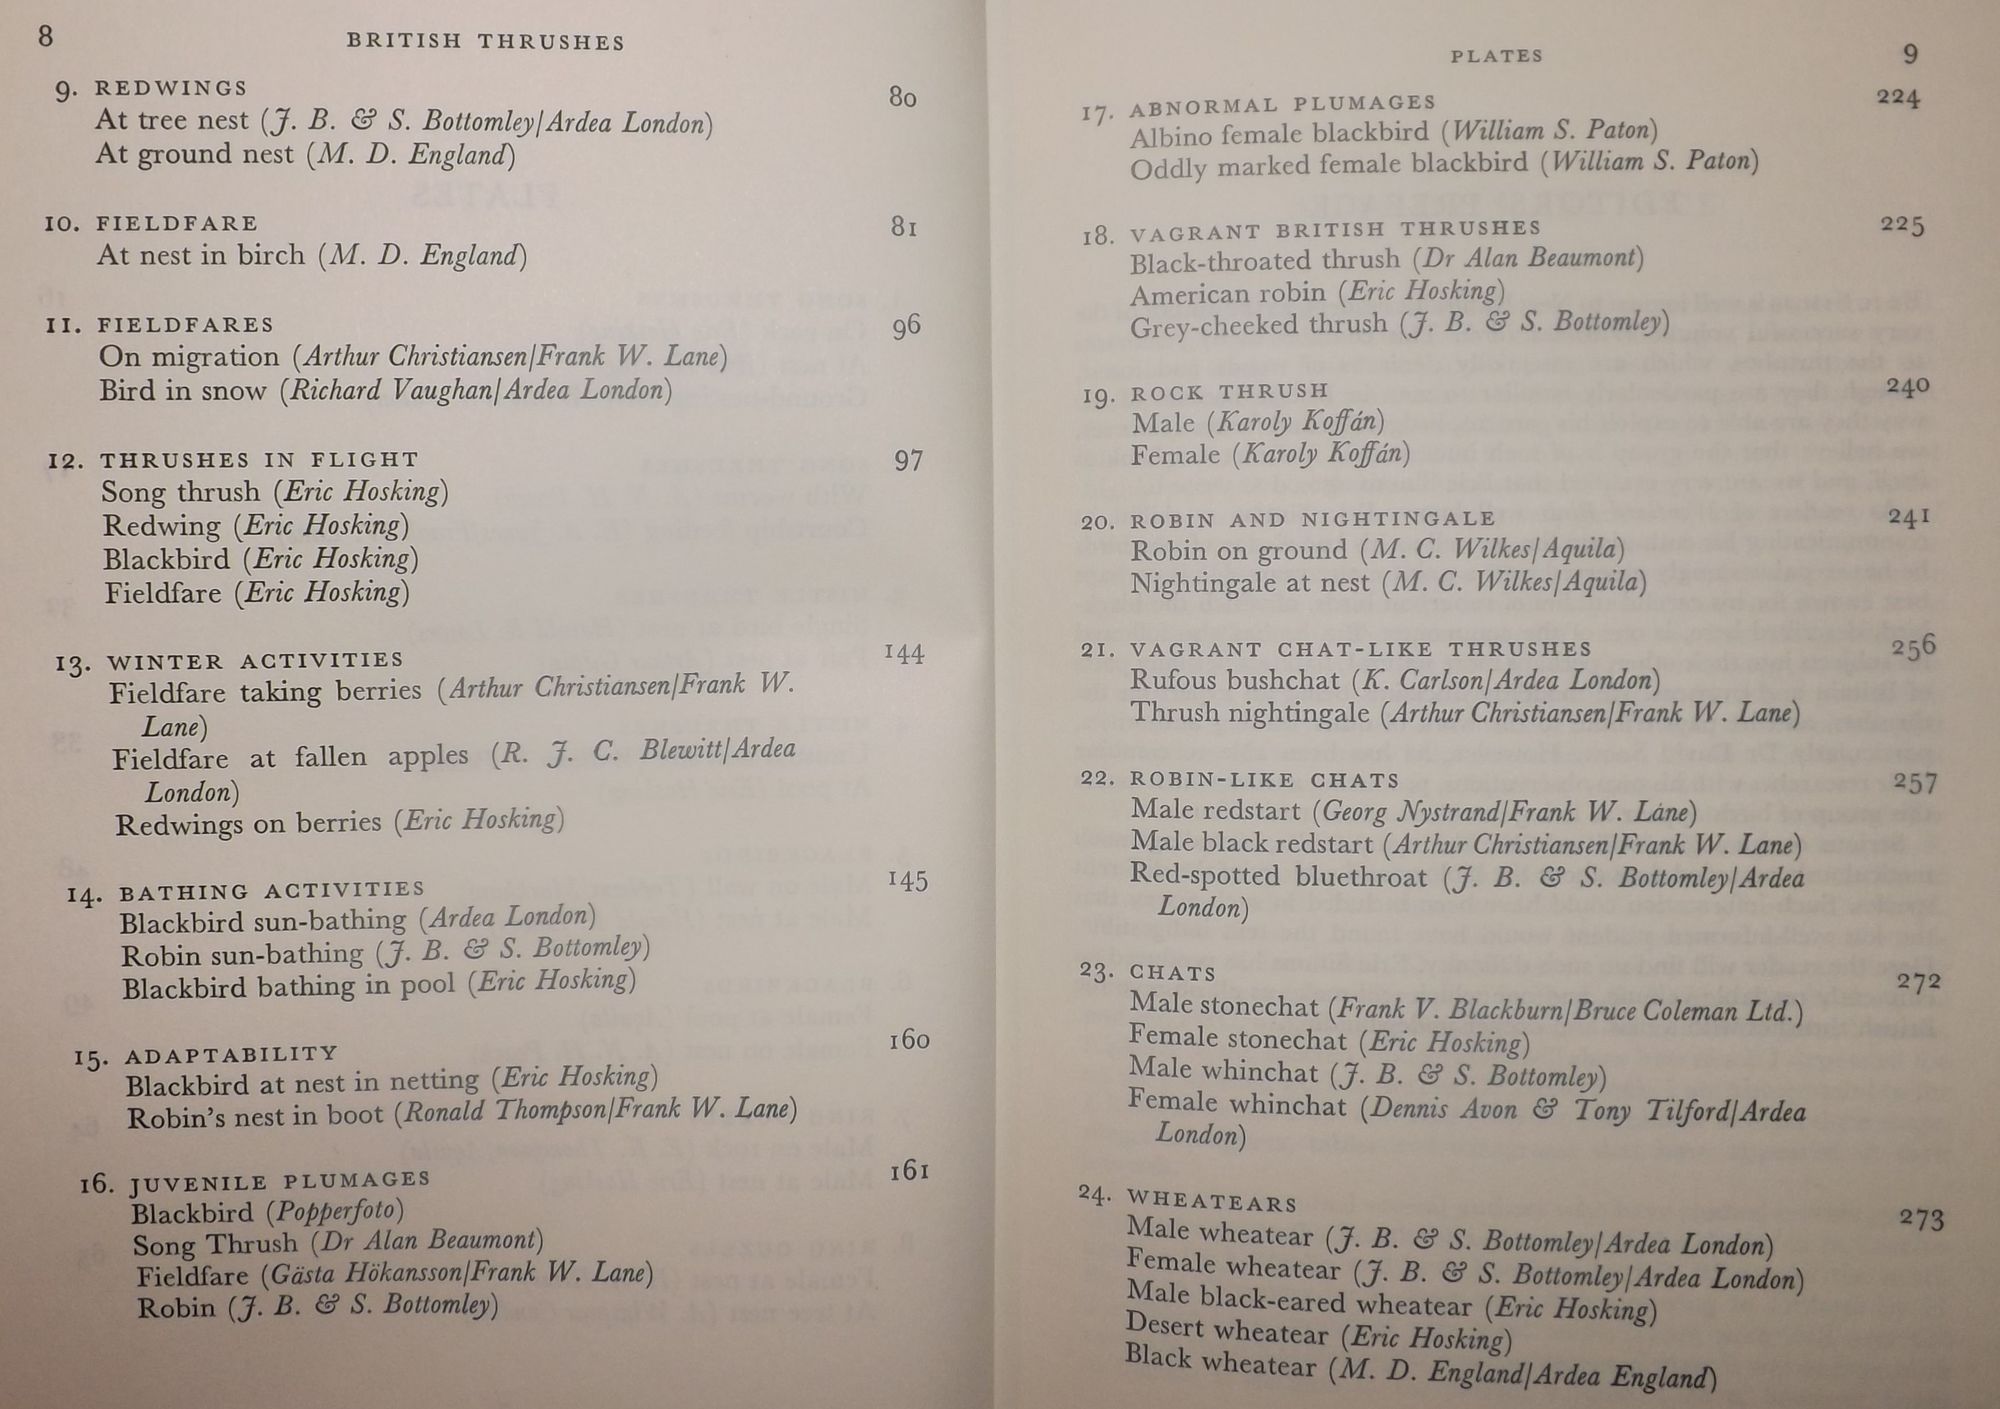 8 BRITISH THRUSHES
9. REDWINGS 80
At tree nest (J. B. & S. Bottomley/Ardea London)
At ground nest (M. D. England)
10. FIELDFARE 81
At nest in birch (M. D. England)
11. FIELDFARES 96
On migration (Arthur Christiansen/Frank W. Lane)
Bird in snow (Richard Vaughan/Ardea London)
12. THRUSHES IN FLIGHT 97
Song thrush (Eric Hosking)
Redwing (Eric Hosking)
Blackbird (Eric Hosking)
Fieldfare (Eric Hosking)
13. WINTER ACTIVITIES 144
Fieldfare taking berries (Arthur Christiansen/Frank W.
Lane)
Fieldfare at fallen apples (R. J. C. Blewitt/Ardea
London)
Redwings on berries (Eric Hosking)
14. BATHING ACTIVITIES 145
Blackbird sun-bathing (Ardea London)
Robin sun-bathing (J. B. & S. Bottomley)
Blackbird bathing in pool (Eric Hosking)
15. ADAPTABILITY 160
Blackbird at nest in netting (Eric Hosking)
Robin's nest in boot (Ronald Thompson/Frank W. Lane)
16. JUVENILE PLUMAGES 161
Blackbird (Popperfoto)
Song Thrush (Dr Alan Beaumont)
Fieldfare (Gästa Hökansson/Frank W. Lane)
Robin (J. B. & S. Bottomley)
PLATES 9
17. ABNORMAL PLUMAGES 224
Albino female blackbird (William S. Paton)
Oddly marked female blackbird (William S. Paton)
18. VAGRANT BRITISH THRUSHES 225
Black-throated thrush (Dr Alan Beaumont)
American robin (Eric Hosking)
Grey-cheeked thrush (J. B. & S. Bottomley)
19. ROCK THRUSH 240
Male (Karoly Koffán)
Female (Karoly Koffán)
20. ROBIN AND NIGHTINGALE 241
Robin on ground (M. C. Wilkes/Aquila)
Nightingale at nest (M. C. Wilkes/Aquila)
21. VAGRANT CHAT-LIKE THRUSHES 256
Rufous bushchat (K. Carlson/Ardea London)
Thrush nightingale (Arthur Christiansen/Frank W. Lane)
22. ROBIN-LIKE CHATS 257
Male redstart (Georg Nystrand/Frank W. Lane)
Male black redstart (Arthur Christiansen/Frank W. Lane)
Red-spotted bluethroat (J. B. & S. Bottomley/Ardea
London)
23. CHATS 272
Male stonechat (Frank V. Blackburn/Bruce Coleman Ltd.)
Female stonechat (Eric Hosking)
Male whinchat (J. B. & S. Bottomley)
Female whinchat (Dennis Avon & Tony Tilford/Ardea
London)
24. WHEATEARS 273
Male wheatear (J. B. & S. Bottomley/Ardea London)
Female wheatear (J. B. & S. Bottomley/Ardea London)
Male black-eared wheatear (Eric Hosking)
Desert wheatear (Eric Hosking)
Black wheatear (M. D. England/Ardea England)